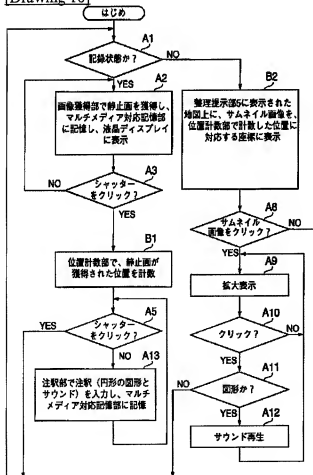 [Drawing 10]
はじめ
A1
記録状態か？
NO
YES
A2
画像獲得部で静止画を獲得し、
マルチメディア対応記憶部
に記憶し、液晶ディスプレイ
に表示
A3
シャッター
をクリック？
NO
YES
B1
位置計数部で、静止画が
獲得された位置を計数
A5
シャッター
をクリック？
YES
NO
A13
注釈部で注釈（円形の図形と
サウンド）を入力し、マルチ
メディア対応記憶部に記憶
B2
整理提示部5に表示された
地図上に、サムネイル画像を、
位置計数部で計数した位置に
対応する座標に表示
A8
サムネイル
画像をクリック？
NO
YES
A9
拡大表示
A10
クリック？
NO
YES
A11
図形か？
NO
YES
A12
サウンド再生